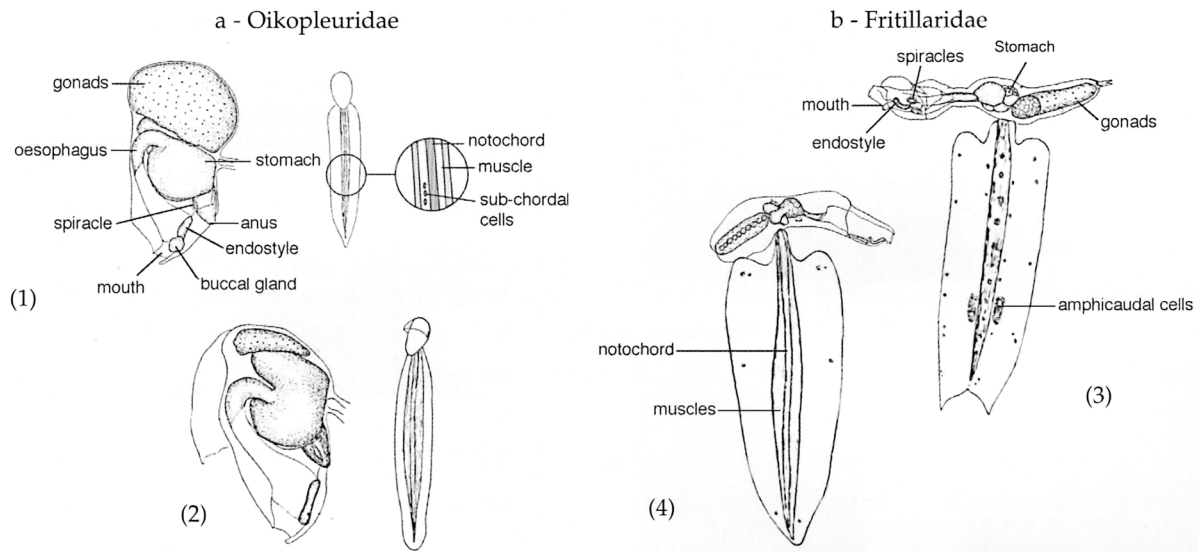 a - Oikopleuridae
gonads
oesophagus
stomach
spiracle
anus
endostyle
buccal gland
mouth
notochord
muscle
sub-chordal
cells
(1)
(2)
b - Fritillaridae
spiracles
Stomach
mouth
endostyle
gonads
amphicaudal cells
(3)
notochord
muscles
(4)